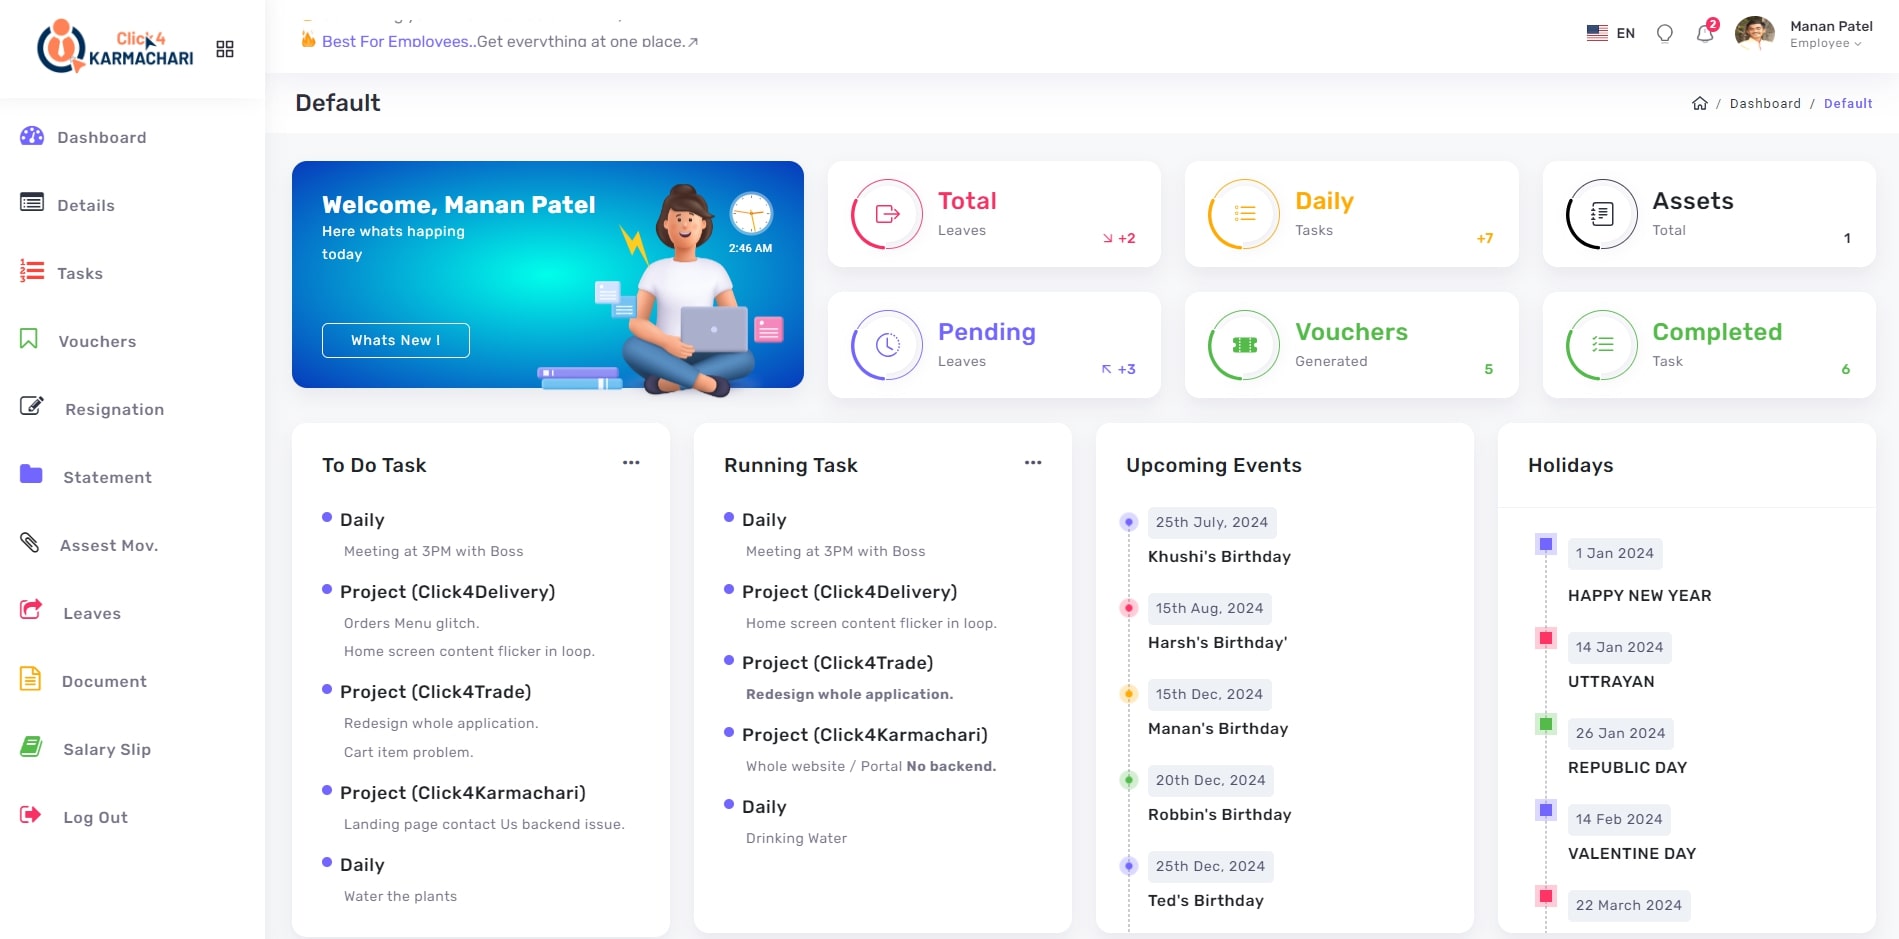 Click4
KARMACHARI
Best For Employees..Get everything at one place.
EN
2
Manan Patel
Employee
Default
Dashboard / Default
Dashboard
Details
Tasks
Vouchers
Resignation
Statement
Assest Mov.
Leaves
Document
Salary Slip
Log Out
Welcome, Manan Patel
Here whats happing
today
2:46 AM
Whats New !
Total
Leaves
+2
Daily
Tasks
+7
Assets
Total
1
Pending
Leaves
+3
Vouchers
Generated
5
Completed
Task
6
To Do Task
Daily
Meeting at 3PM with Boss
Project (Click4Delivery)
Orders Menu glitch.
Home screen content flicker in loop.
Project (Click4Trade)
Redesign whole application.
Cart item problem.
Project (Click4Karmachari)
Landing page contact Us backend issue.
Daily
Water the plants
Running Task
Daily
Meeting at 3PM with Boss
Project (Click4Delivery)
Home screen content flicker in loop.
Project (Click4Trade)
Redesign whole application.
Project (Click4Karmachari)
Whole website / Portal No backend.
Daily
Drinking Water
Upcoming Events
25th July, 2024
Khushi's Birthday
15th Aug, 2024
Harsh's Birthday'
15th Dec, 2024
Manan's Birthday
20th Dec, 2024
Robbin's Birthday
25th Dec, 2024
Ted's Birthday
Holidays
1 Jan 2024
HAPPY NEW YEAR
14 Jan 2024
UTTRAYAN
26 Jan 2024
REPUBLIC DAY
14 Feb 2024
VALENTINE DAY
22 March 2024